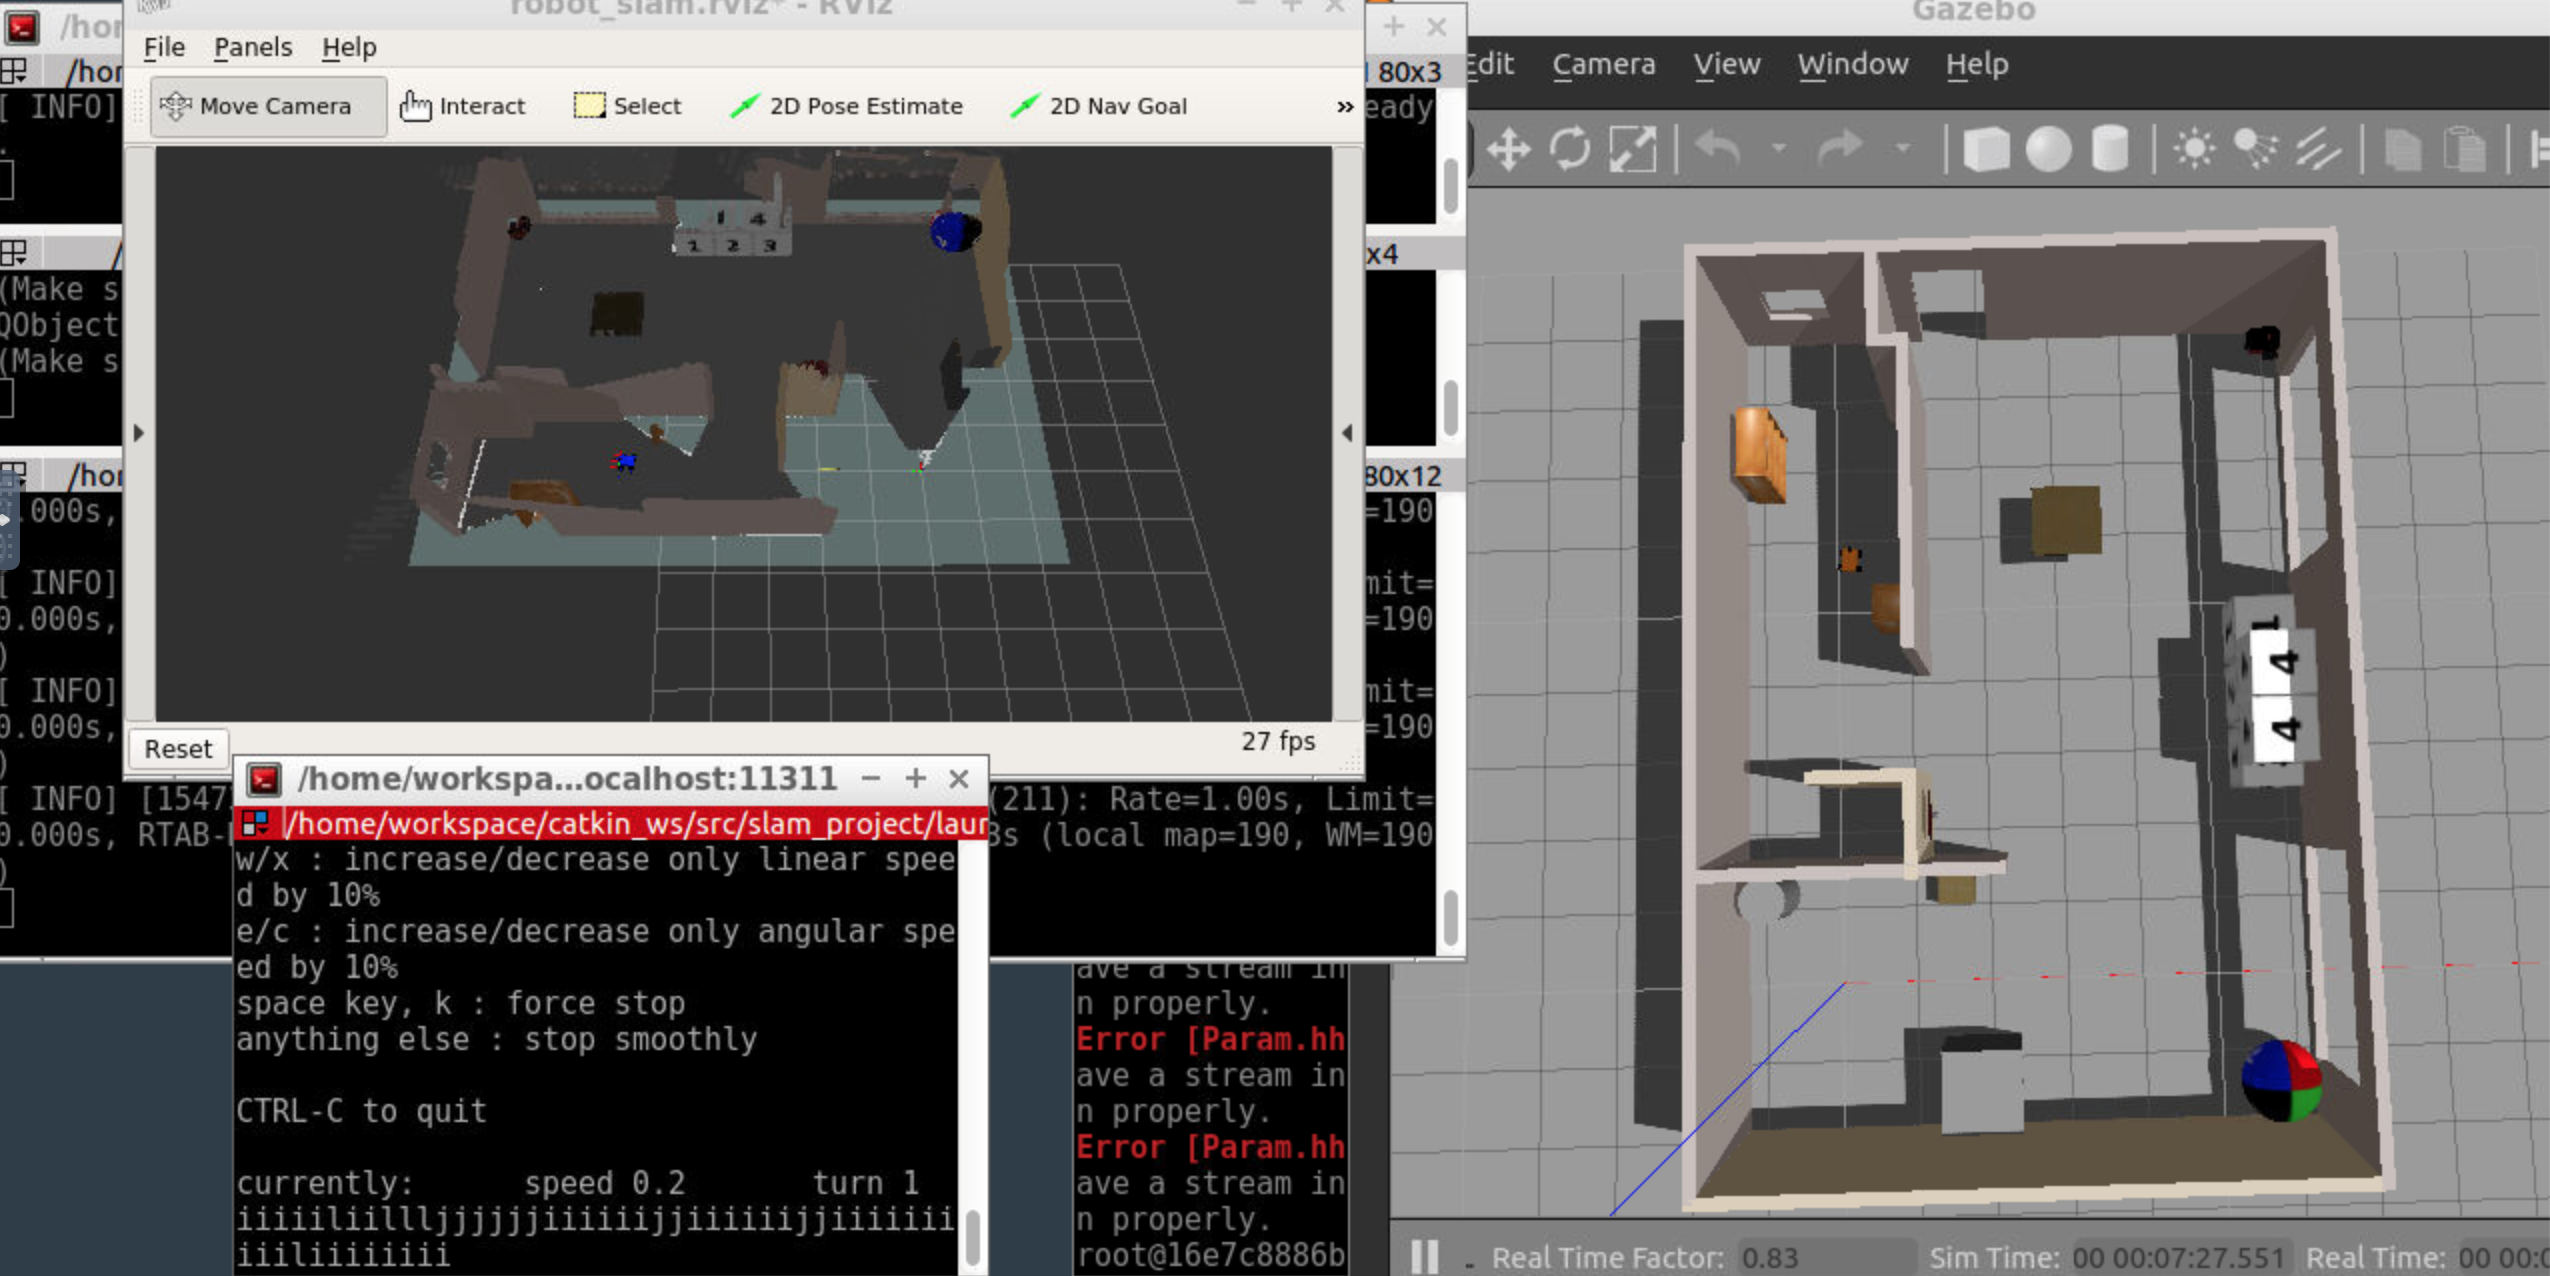 robot_slam.rviz* - RViz
File Panels Help
Move Camera Interact Select 2D Pose Estimate 2D Nav Goal »
1 4
1 2 3
Reset
27 fps
/hor
/hor
[ INFO]
.
(Make s
QObject
(Make s
/hor
.000s,
[ INFO]
0.000s,
)
[ INFO]
0.000s,
)
[ INFO] [1547
0.000s, RTAB-
)
80x3
eady
x4
80x12
=190
mit=
=190
mit=
=190
(211): Rate=1.00s, Limit=
s (local map=190, WM=190
/home/workspa...ocalhost:11311
/home/workspace/catkin_ws/src/slam_project/laun
w/x : increase/decrease only linear spee
d by 10%
e/c : increase/decrease only angular spe
ed by 10%
space key, k : force stop
anything else : stop smoothly
CTRL-C to quit
currently: speed 0.2 turn 1
iiiiiliilllјjjjjjiiiiiijjiiiiiijjiiiiiii
iiiliiiiiiii
ave a stream in
n properly.
Error [Param.hh
ave a stream in
n properly.
Error [Param.hh
ave a stream in
n properly.
root@16e7c8886b
Gazebo
Edit Camera View Window Help
1
4
4
Real Time Factor: 0.83 Sim Time: 00 00:07:27.551 Real Time: 00 00:0